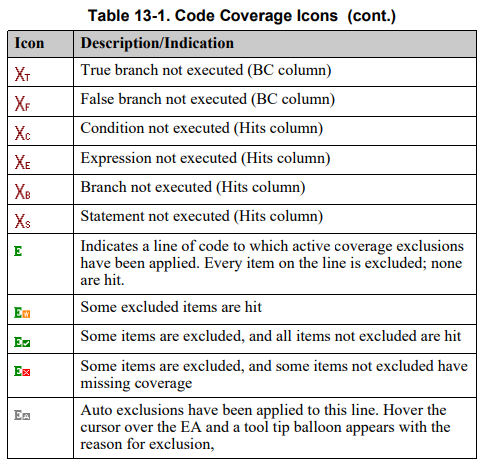 Table 13-1. Code Coverage Icons (cont.)
Icon Description/Indication
XT True branch not executed (BC column)
XF False branch not executed (BC column)
XC Condition not executed (Hits column)
XE Expression not executed (Hits column)
XB Branch not executed (Hits column)
XS Statement not executed (Hits column)
E Indicates a line of code to which active coverage exclusions
have been applied. Every item on the line is excluded; none
are hit.
E Some excluded items are hit
E Some items are excluded, and all items not excluded are hit
E Some items are excluded, and some items not excluded have
missing coverage
EA Auto exclusions have been applied to this line. Hover the
cursor over the EA and a tool tip balloon appears with the
reason for exclusion,